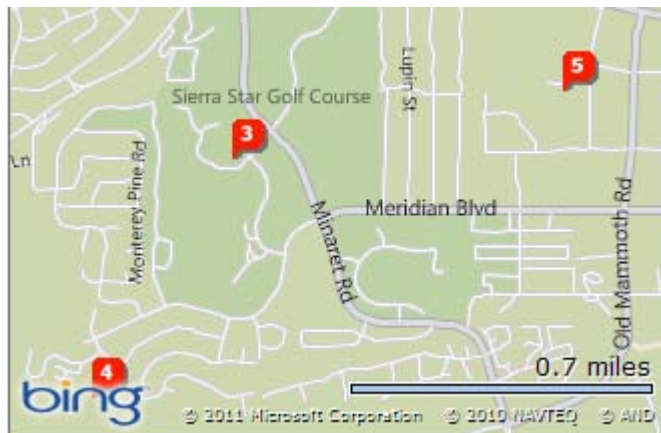 5
Lupin St
Sierra Star Golf Course
3
Ln
Monterey Pine Rd
Meridian Blvd
Minaret Rd
Old Mammoth Rd
4
0.7 miles
bing
© 2011 Microsoft Corporation © 2010 NAVTEQ © AND